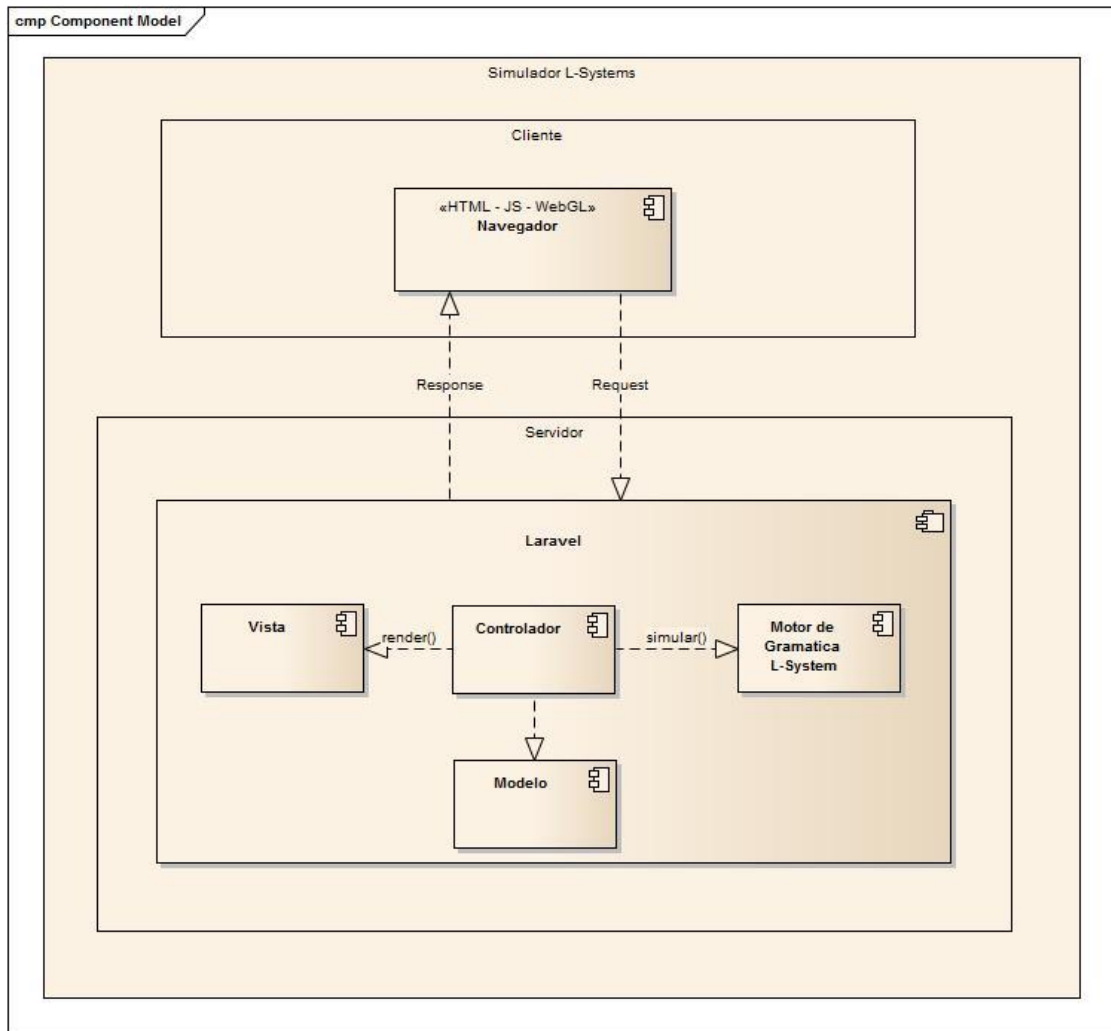 cmp Component Model
Simulador L-Systems
Cliente
«HTML - JS - WebGL»
Navegador
Response
Request
Servidor
Laravel
Vista
render()
Controlador
simular()
Motor de
Gramatica
L-System
Modelo